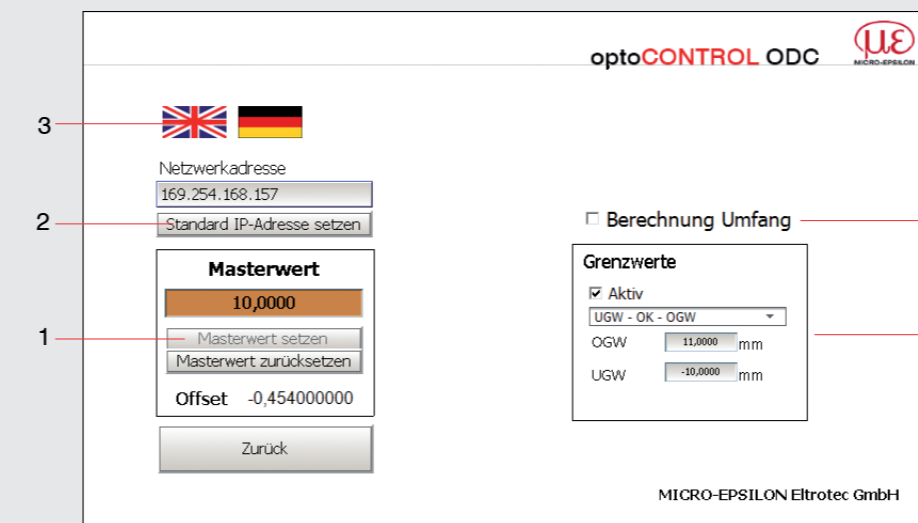 optoCONTROL ODC
με
MICRO-EPSILON
3
Netzwerkadresse
169.254.168.157
2
Standard IP-Adresse setzen
Berechnung Umfang
Masterwert
10,0000
1
Masterwert setzen
Masterwert zurücksetzen
Offset -0,454000000
Zurück
Grenzwerte
Aktiv
UGW - OK - OGW
OGW 11,0000 mm
UGW -10,0000 mm
MICRO-EPSILON Eltrotec GmbH